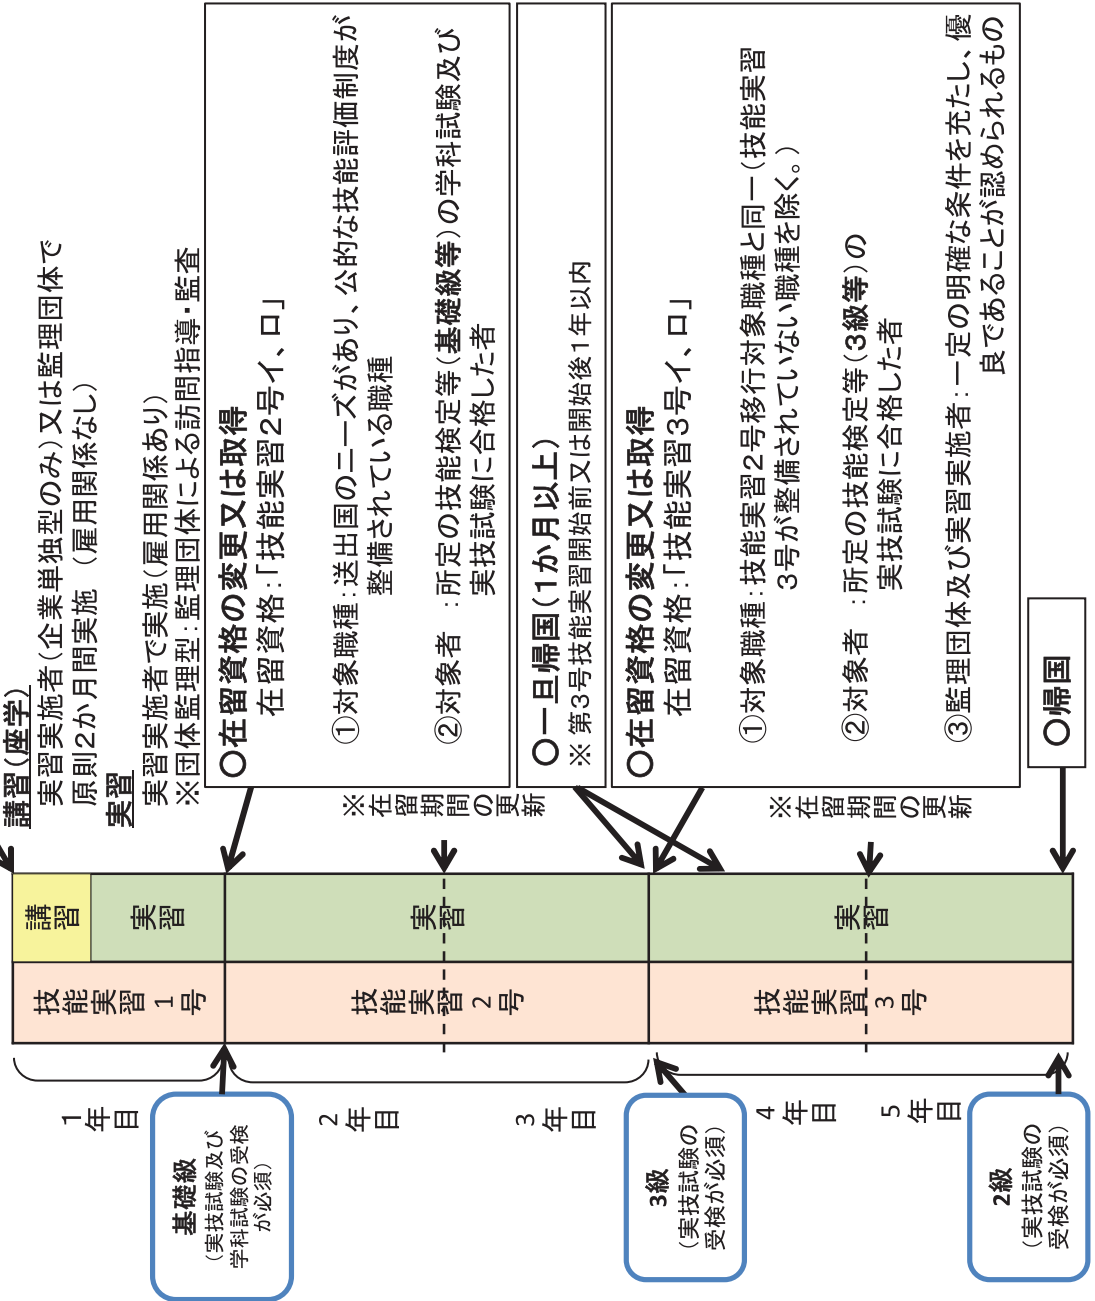 講習(座学)
実習実施者(企業単独型のみ)又は監理団体で
原則2か月間実施　(雇用関係なし)
実習
実習実施者で実施(雇用関係あり)
※団体監理型:監理団体による訪問指導・監査
○在留資格の変更又は取得
在留資格:「技能実習2号イ、ロ」
①対象職種:送出国のニーズがあり、公的な技能評価制度が
整備されている職種
②対象者　:所定の技能検定等(基礎級等)の学科試験及び
実技試験に合格した者
※在留期間の更新
○一旦帰国(1か月以上)
※第3号技能実習開始前又は開始後1年以内
○在留資格の変更又は取得
在留資格:「技能実習3号イ、ロ」
①対象職種:技能実習2号移行対象職種と同一(技能実習
3号が整備されていない職種を除く。)
②対象者　:所定の技能検定等(3級等)の
実技試験に合格した者
③監理団体及び実習実施者:一定の明確な条件を充たし、優
良であることが認められるもの
※在留期間の更新
○帰国
講習
実習
実習
実習
技能実習1号
技能実習2号
技能実習3号
1年目
2年目
3年目
4年目
5年目
基礎級
(実技試験及び
学科試験の受検
が必須)
3級
(実技試験の
受検が必須)
2級
(実技試験の
受検が必須)